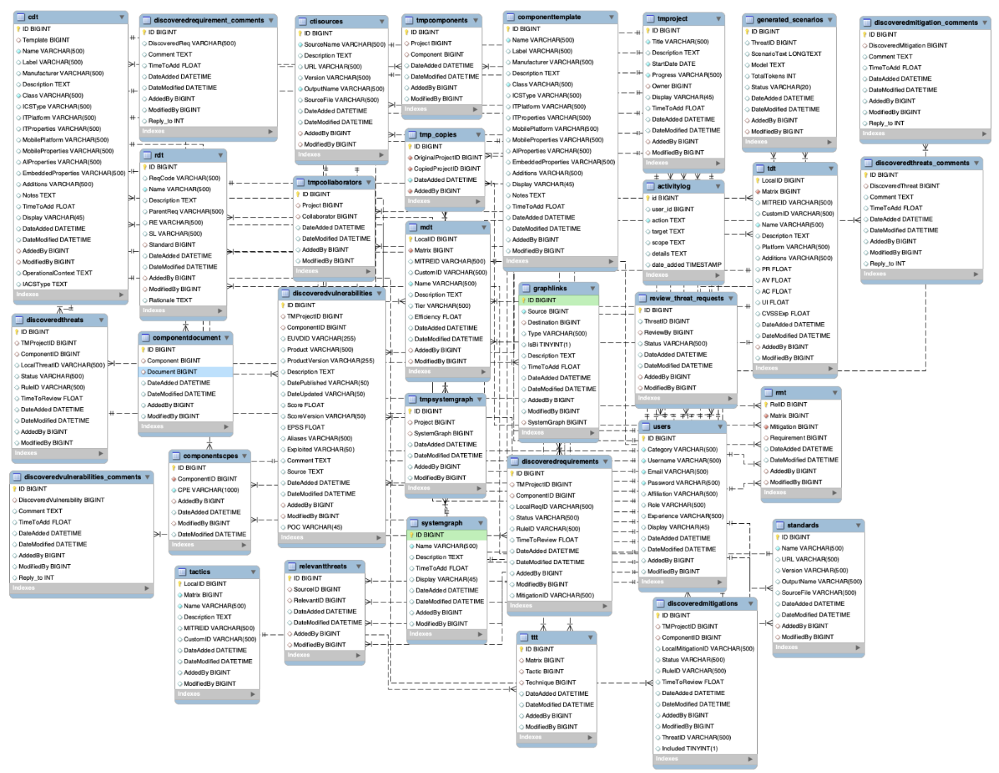 cdt
ID BIGINT
Template BIGINT
Name VARCHAR(500)
Label VARCHAR(500)
Manufacturer VARCHAR(500)
Description TEXT
Class VARCHAR(500)
ICSType VARCHAR(500)
ITPlatform VARCHAR(500)
ITProperties VARCHAR(500)
MobilePlatform VARCHAR(500)
MobileProperties VARCHAR(500)
AIProperties VARCHAR(500)
EmbeddedProperties VARCHAR(500)
Additions VARCHAR(500)
Notes TEXT
TimeToAdd FLOAT
Display VARCHAR(45)
DateAdded DATETIME
DateModified DATETIME
AddedBy BIGINT
ModifiedBy BIGINT
OperationalContext TEXT
IACSType TEXT
Indexes
discoveredrequirement_comments
ID BIGINT
DiscoveredReq VARCHAR(500)
Comment TEXT
TimeToAdd FLOAT
DateAdded DATETIME
DateModified DATETIME
AddedBy BIGINT
ModifiedBy BIGINT
Reply_to INT
Indexes
ctisources
ID BIGINT
SourceName VARCHAR(500)
Description TEXT
URL VARCHAR(500)
Version VARCHAR(500)
OutputName VARCHAR(500)
SourceFile VARCHAR(500)
DateAdded DATETIME
DateModified DATETIME
AddedBy BIGINT
ModifiedBy BIGINT
Indexes
tmpcomponents
ID BIGINT
Project BIGINT
Component BIGINT
DateAdded DATETIME
DateModified DATETIME
AddedBy BIGINT
ModifiedBy BIGINT
Indexes
componenttemplate
ID BIGINT
Name VARCHAR(500)
Label VARCHAR(500)
Manufacturer VARCHAR(500)
Description TEXT
Class VARCHAR(500)
ICSType VARCHAR(500)
ITPlatform VARCHAR(500)
ITProperties VARCHAR(500)
MobilePlatform VARCHAR(500)
MobileProperties VARCHAR(500)
AIProperties VARCHAR(500)
EmbeddedProperties VARCHAR(500)
Additions VARCHAR(500)
Display VARCHAR(45)
Notes TEXT
TimeToAdd FLOAT
DateAdded DATETIME
DateModified DATETIME
AddedBy BIGINT
ModifiedBy BIGINT
Indexes
tmproject
ID BIGINT
Title VARCHAR(500)
Description TEXT
StartDate DATE
Progress VARCHAR(500)
Owner BIGINT
Display VARCHAR(45)
TimeToAdd FLOAT
DateAdded DATETIME
DateModified DATETIME
AddedBy BIGINT
ModifiedBy BIGINT
Indexes
generated_scenarios
ID BIGINT
ThreatID BIGINT
ScenarioText LONGTEXT
Model TEXT
TotalTokens INT
Status VARCHAR(20)
DateAdded DATETIME
DateModified DATETIME
AddedBy BIGINT
ModifiedBy BIGINT
Indexes
discoveredmitigation_comments
ID BIGINT
DiscoveredMitigation BIGINT
Comment TEXT
TimeToAdd FLOAT
DateAdded DATETIME
DateModified DATETIME
AddedBy BIGINT
ModifiedBy BIGINT
Reply_to INT
Indexes
rdt
ID BIGINT
ReqCode VARCHAR(500)
Name VARCHAR(500)
Description TEXT
ParentReq VARCHAR(500)
RE VARCHAR(500)
SL VARCHAR(500)
Standard BIGINT
DateAdded DATETIME
DateModified DATETIME
AddedBy BIGINT
ModifiedBy BIGINT
Rationale TEXT
Indexes
tmpcollaborators
ID BIGINT
Project BIGINT
Collaborator BIGINT
DateAdded DATETIME
DateModified DATETIME
AddedBy BIGINT
ModifiedBy BIGINT
Indexes
tmp_copies
ID BIGINT
OriginalProjectID BIGINT
CopiedProjectID BIGINT
DateAdded DATETIME
AddedBy BIGINT
Indexes
mdt
LocalID BIGINT
Matrix BIGINT
MITREID VARCHAR(500)
CustomID VARCHAR(500)
Name VARCHAR(500)
Description TEXT
Tier VARCHAR(500)
Efficiency FLOAT
DateAdded DATETIME
DateModified DATETIME
AddedBy BIGINT
ModifiedBy BIGINT
Indexes
activitylog
id BIGINT
user_id BIGINT
action TEXT
target TEXT
scope TEXT
details TEXT
date_added TIMESTAMP
Indexes
tdt
LocalID BIGINT
Matrix BIGINT
MITREID VARCHAR(500)
CustomID VARCHAR(500)
Name VARCHAR(500)
Description TEXT
Platform VARCHAR(500)
Additions VARCHAR(500)
PR FLOAT
AV FLOAT
AC FLOAT
UI FLOAT
CVSSExp FLOAT
DateAdded DATETIME
DateModified DATETIME
AddedBy BIGINT
ModifiedBy BIGINT
Indexes
discoveredthreats_comments
ID BIGINT
DiscoveredThreat BIGINT
Comment TEXT
TimeToAdd FLOAT
DateAdded DATETIME
DateModified DATETIME
AddedBy BIGINT
ModifiedBy BIGINT
Reply_to INT
Indexes
discoveredthreats
ID BIGINT
TMProjectID BIGINT
ComponentID BIGINT
LocalThreatID VARCHAR(500)
Status VARCHAR(500)
RuleID VARCHAR(500)
TimeToReview FLOAT
DateAdded DATETIME
DateModified DATETIME
AddedBy BIGINT
ModifiedBy BIGINT
Indexes
componentdocument
ID BIGINT
Component BIGINT
Document BIGINT
DateAdded DATETIME
DateModified DATETIME
AddedBy BIGINT
ModifiedBy BIGINT
Indexes
discoveredvulnerabilities
ID BIGINT
TMProjectID BIGINT
ComponentID BIGINT
EUVDID VARCHAR(255)
Product VARCHAR(500)
ProductVersion VARCHAR(255)
Description TEXT
DatePublished VARCHAR(50)
DateUpdated VARCHAR(50)
Score FLOAT
ScoreVersion VARCHAR(50)
EPSS FLOAT
Aliases VARCHAR(500)
Exploited VARCHAR(50)
Comment TEXT
Source TEXT
DateAdded DATETIME
DateModified DATETIME
AddedBy BIGINT
ModifiedBy BIGINT
POC VARCHAR(45)
Indexes
graphlinks
ID BIGINT
Source BIGINT
Destination BIGINT
Type VARCHAR(500)
IsBi TINYINT(1)
Description TEXT
TimeToAdd FLOAT
DateAdded DATETIME
DateModified DATETIME
AddedBy BIGINT
ModifiedBy BIGINT
SystemGraph BIGINT
Indexes
review_threat_requests
ID BIGINT
ThreatID BIGINT
ReviewBy BIGINT
Status VARCHAR(500)
DateAdded DATETIME
DateModified DATETIME
AddedBy BIGINT
ModifiedBy BIGINT
Indexes
rmt
RelID BIGINT
Matrix BIGINT
Mitigation BIGINT
Requirement BIGINT
DateAdded DATETIME
DateModified DATETIME
AddedBy BIGINT
ModifiedBy BIGINT
Indexes
tmpsystemgraph
ID BIGINT
Project BIGINT
SystemGraph BIGINT
DateAdded DATETIME
DateModified DATETIME
AddedBy BIGINT
ModifiedBy BIGINT
Indexes
users
ID BIGINT
Category VARCHAR(500)
Username VARCHAR(500)
Email VARCHAR(500)
Password VARCHAR(500)
Affiliation VARCHAR(500)
Role VARCHAR(500)
Experience VARCHAR(500)
Display VARCHAR(45)
DateAdded DATETIME
DateModified DATETIME
AddedBy BIGINT
ModifiedBy BIGINT
Indexes
componentscpes
ID BIGINT
ComponentID BIGINT
CPE VARCHAR(1000)
AddedBy BIGINT
DateAdded DATETIME
ModifiedBy BIGINT
DateModified DATETIME
Indexes
discoveredrequirements
ID BIGINT
TMProjectID BIGINT
ComponentID BIGINT
LocalReqID VARCHAR(500)
Status VARCHAR(500)
RuleID VARCHAR(500)
TimeToReview FLOAT
DateAdded DATETIME
DateModified DATETIME
AddedBy BIGINT
ModifiedBy BIGINT
MitigationID VARCHAR(500)
Indexes
discoveredvulnerabilities_comments
ID BIGINT
DiscoveredVulnerability BIGINT
Comment TEXT
TimeToAdd FLOAT
DateAdded DATETIME
DateModified DATETIME
AddedBy BIGINT
ModifiedBy BIGINT
Reply_to INT
Indexes
systemgraph
ID BIGINT
Name VARCHAR(500)
Description TEXT
TimeToAdd FLOAT
Display VARCHAR(45)
DateAdded DATETIME
DateModified DATETIME
AddedBy BIGINT
ModifiedBy BIGINT
Indexes
standards
ID BIGINT
Name VARCHAR(500)
URL VARCHAR(500)
Version VARCHAR(500)
OutputName VARCHAR(500)
SourceFile VARCHAR(500)
DateAdded DATETIME
DateModified DATETIME
AddedBy BIGINT
ModifiedBy BIGINT
Indexes
tactics
LocalID BIGINT
Matrix BIGINT
Name VARCHAR(500)
Description TEXT
MITREID VARCHAR(500)
CustomID VARCHAR(500)
DateAdded DATETIME
DateModified DATETIME
AddedBy BIGINT
ModifiedBy BIGINT
Indexes
relevantthreats
ID BIGINT
SourceID BIGINT
RelevantID BIGINT
DateAdded DATETIME
DateModified DATETIME
AddedBy BIGINT
ModifiedBy BIGINT
Indexes
ttt
ID BIGINT
Matrix BIGINT
Tactic BIGINT
Technique BIGINT
DateAdded DATETIME
DateModified DATETIME
AddedBy BIGINT
ModifiedBy BIGINT
Indexes
discoveredmitigations
ID BIGINT
TMProjectID BIGINT
ComponentID BIGINT
LocalMitigationID VARCHAR(500)
Status VARCHAR(500)
RuleID VARCHAR(500)
TimeToReview FLOAT
DateAdded DATETIME
DateModified DATETIME
AddedBy BIGINT
ModifiedBy BIGINT
ThreatID VARCHAR(500)
Included TINYINT(1)
Indexes